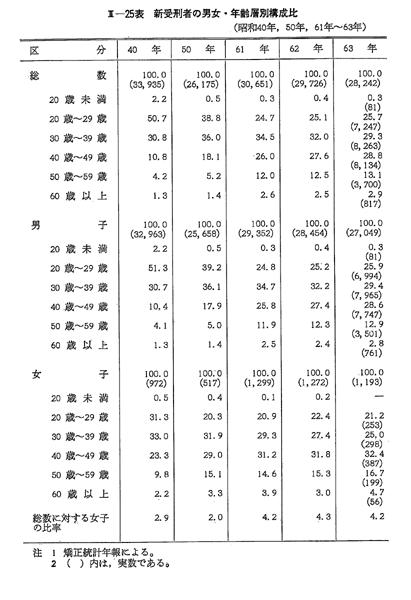 Ⅱ—25表 新受刑者の男女・年齢層別構成比
(昭和40年，50年，61年～63年)
区 分 40 年 50 年 61 年 62 年 63 年
総 数 100.0 100.0 100.0 100.0 100.0
(33,935) (26,175) (30,651) (29,726) (28,242)
20 歳 未 満 2.2 0.5 0.3 0.4 0.3
(81)
20 歳～29 歳 50.7 38.8 24.7 25.1 25.7
(7,247)
30 歳～39 歳 30.8 36.0 34.5 32.0 29.3
(8,263)
40 歳～49 歳 10.8 18.1 26.0 27.6 28.8
(8,134)
50 歳～59 歳 4.2 5.2 12.0 12.5 13.1
(3,700)
60 歳 以 上 1.3 1.4 2.6 2.5 2.9
(817)
男 子 100.0 100.0 100.0 100.0 100.0
(32,963) (25,658) (29,352) (28,454) (27,049)
20 歳 未 満 2.2 0.5 0.3 0.4 0.3
(81)
20 歳～29 歳 51.3 39.2 24.8 25.2 25.9
(6,994)
30 歳～39 歳 30.7 36.1 34.7 32.2 29.4
(7,965)
40 歳～49 歳 10.4 17.9 25.8 27.4 28.6
(7,747)
50 歳～59 歳 4.1 5.0 11.9 12.3 12.9
(3,501)
60 歳 以 上 1.3 1.4 2.5 2.4 2.8
(761)
女 子 100.0 100.0 100.0 100.0 100.0
(972) (517) (1,299) (1,272) (1,193)
20 歳 未 満 0.5 0.4 0.1 0.2 —
20 歳～29 歳 31.3 20.3 20.9 22.4 21.2
(253)
30 歳～39 歳 33.0 31.9 29.3 27.4 25.0
(298)
40 歳～49 歳 23.3 29.0 31.2 31.8 32.4
(387)
50 歳～59 歳 9.8 15.1 14.6 15.3 16.7
(199)
60 歳 以 上 2.2 3.3 3.9 3.0 4.7
(56)
総数に対する女子 2.9 2.0 4.2 4.3 4.2
の比率
注 1 矯正統計年報による。
2 ( )内は，実数である。